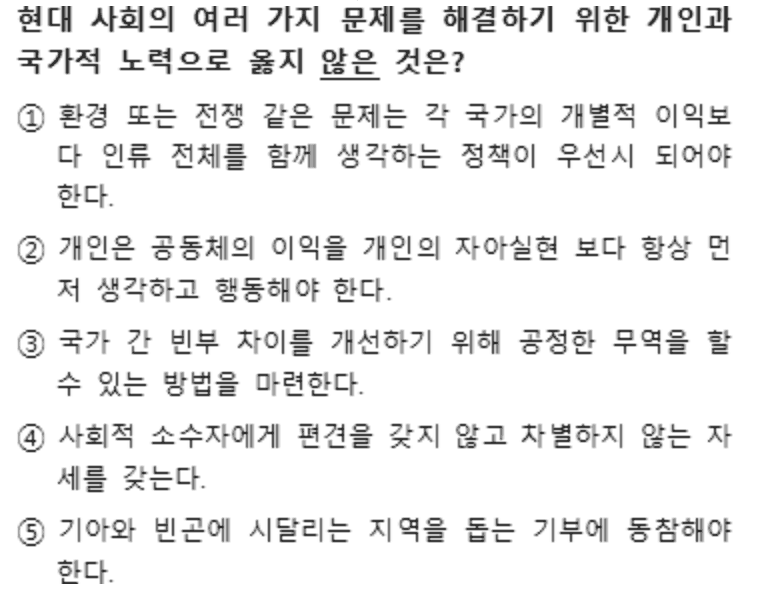 현대 사회의 여러 가지 문제를 해결하기 위한 개인과
국가적 노력으로 옳지 않은 것은?
① 환경 또는 전쟁 같은 문제는 각 국가의 개별적 이익보
다 인류 전체를 함께 생각하는 정책이 우선시 되어야
한다.
② 개인은 공동체의 이익을 개인의 자아실현 보다 항상 먼
저 생각하고 행동해야 한다.
③ 국가 간 빈부 차이를 개선하기 위해 공정한 무역을 할
수 있는 방법을 마련한다.
④ 사회적 소수자에게 편견을 갖지 않고 차별하지 않는 자
세를 갖는다.
⑤ 기아와 빈곤에 시달리는 지역을 돕는 기부에 동참해야
한다.